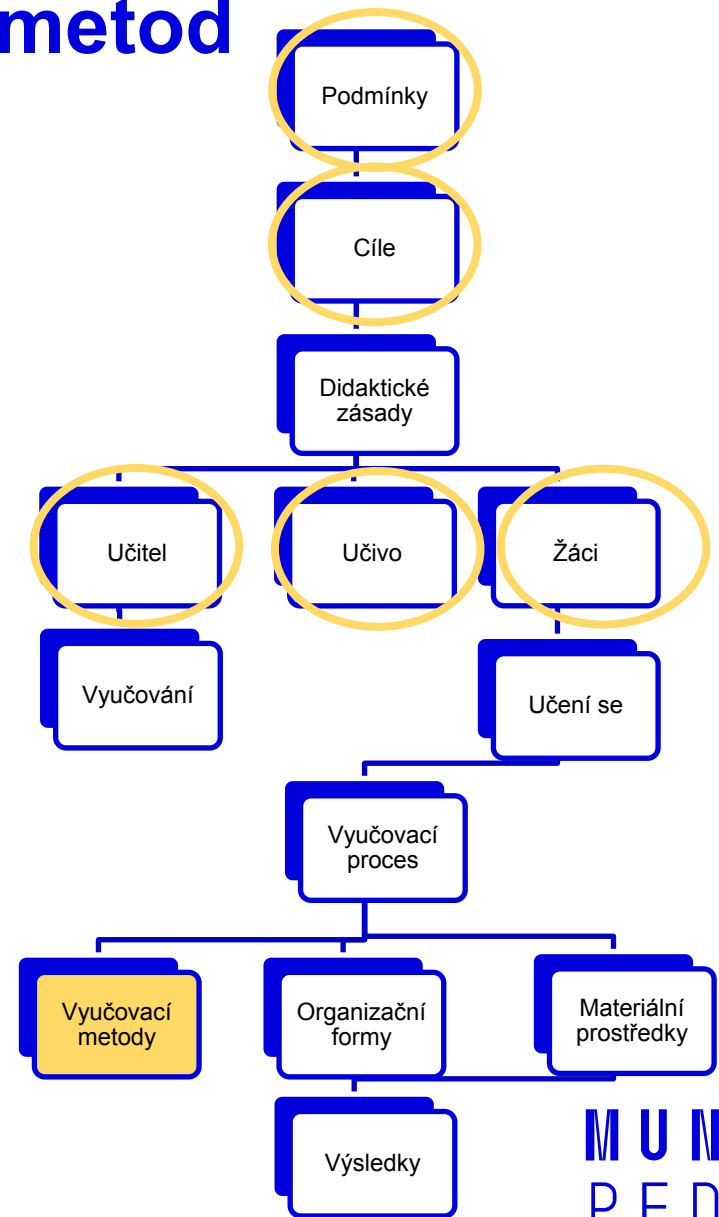 metod
Podmínky
Cíle
Didaktické
zásady
Učitel
Učivo
Žáci
Vyučování
Učení se
Vyučovací
proces
Vyučovací
metody
Organizační
formy
Materiální
prostředky
Výsledky
MUN
PED